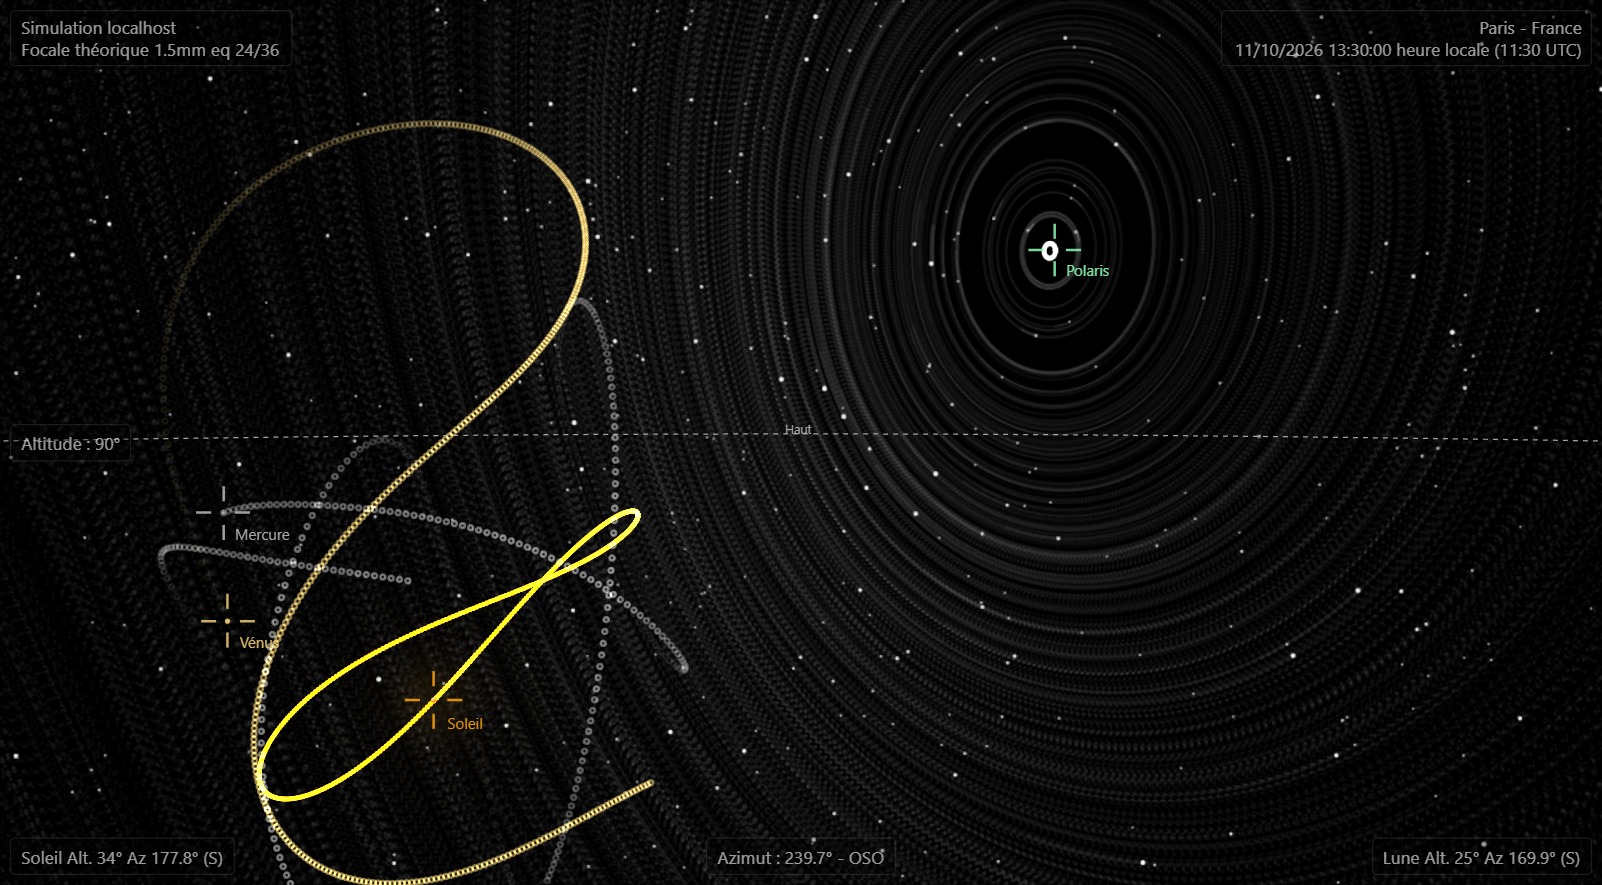 Simulation localhost
Focale théorique 1.5mm eq 24/36
Paris - France
11/10/2026 13:30:00 heure locale (11:30 UTC)
Polaris
Haut
Altitude : 90°
Mercure
Vénus
Soleil
Soleil Alt. 34° Az 177.8° (S)
Azimut : 239.7° - OSO
Lune Alt. 25° Az 169.9° (S)